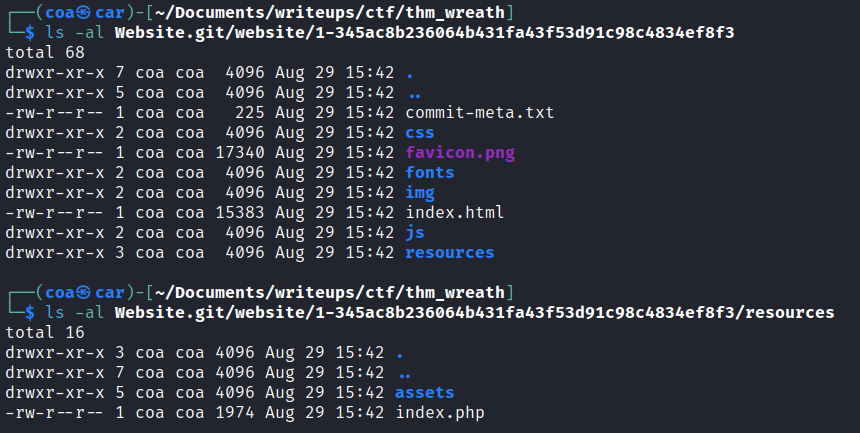 ┌──(coa㉿car)-[~/Documents/writeups/ctf/thm_wreath]
└─$ ls -al Website.git/website/1-345ac8b236064b431fa43f53d91c98c4834ef8f3
total 68
drwxr-xr-x 7 coa coa  4096 Aug 29 15:42 .
drwxr-xr-x 5 coa coa  4096 Aug 29 15:42 ..
-rw-r--r-- 1 coa coa   225 Aug 29 15:42 commit-meta.txt
drwxr-xr-x 2 coa coa  4096 Aug 29 15:42 css
-rw-r--r-- 1 coa coa 17340 Aug 29 15:42 favicon.png
drwxr-xr-x 2 coa coa  4096 Aug 29 15:42 fonts
drwxr-xr-x 2 coa coa  4096 Aug 29 15:42 img
-rw-r--r-- 1 coa coa 15383 Aug 29 15:42 index.html
drwxr-xr-x 2 coa coa  4096 Aug 29 15:42 js
drwxr-xr-x 3 coa coa  4096 Aug 29 15:42 resources
┌──(coa㉿car)-[~/Documents/writeups/ctf/thm_wreath]
└─$ ls -al Website.git/website/1-345ac8b236064b431fa43f53d91c98c4834ef8f3/resources
total 16
drwxr-xr-x 3 coa coa 4096 Aug 29 15:42 .
drwxr-xr-x 7 coa coa 4096 Aug 29 15:42 ..
drwxr-xr-x 5 coa coa 4096 Aug 29 15:42 assets
-rw-r--r-- 1 coa coa 1974 Aug 29 15:42 index.php